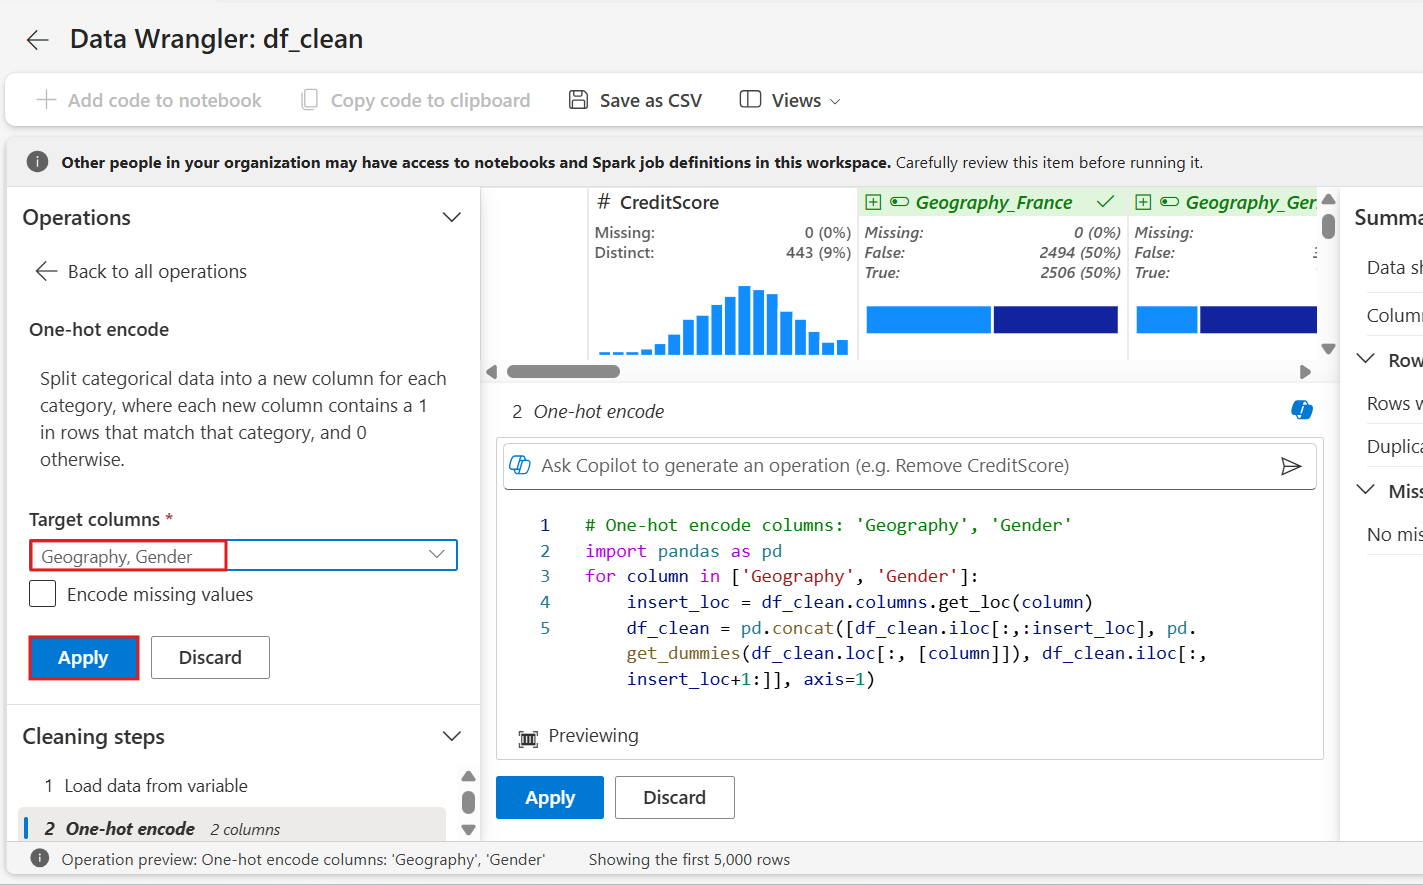 Data Wrangler: df_clean
Add code to notebook
Copy code to clipboard
Save as CSV
Views
Other people in your organization may have access to notebooks and Spark job definitions in this workspace. Carefully review this item before running it.
Operations
Back to all operations
One-hot encode
Split categorical data into a new column for each
category, where each new column contains a 1
in rows that match that category, and 0
otherwise.
Target columns *
Geography, Gender
Encode missing values
Apply
Discard
Cleaning steps
1 Load data from variable
2 One-hot encode 2 columns
# CreditScore
Missing: 0 (0%)
Distinct: 443 (9%)
Geography_France
Missing: 0 (0%)
False: 2494 (50%)
True: 2506 (50%)
Geography_Ger
Missing:
False:
True:
2 One-hot encode
Ask Copilot to generate an operation (e.g. Remove CreditScore)
1 # One-hot encode columns: 'Geography', 'Gender'
2 import pandas as pd
3 for column in ['Geography', 'Gender']:
4 insert_loc = df_clean.columns.get_loc(column)
5 df_clean = pd.concat([df_clean.iloc[:,:insert_loc], pd.
get_dummies(df_clean.loc[:, [column]]), df_clean.iloc[:,
insert_loc+1:]], axis=1)
Previewing
Apply
Discard
Summa
Data sh
Column
Row
Rows w
Duplica
Miss
No mis
Operation preview: One-hot encode columns: 'Geography', 'Gender'
Showing the first 5,000 rows